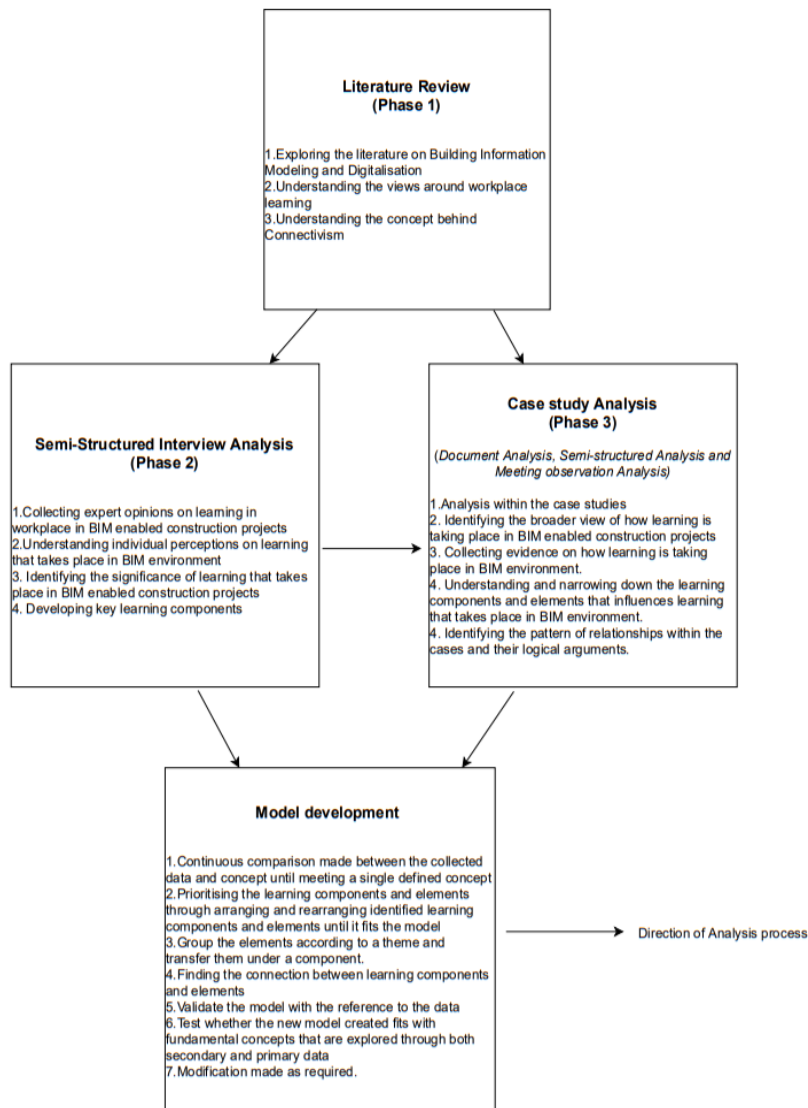 Literature Review
(Phase 1)
1.Exploring the literature on Building Information
Modeling and Digitalisation
2.Understanding the views around workplace
learning
3.Understanding the concept behind
Connectivism
Semi-Structured Interview Analysis
(Phase 2)
1.Collecting expert opinions on learning in
workplace in BIM enabled construction projects
2.Understanding individual perceptions on learning
that takes place in BIM environment
3. Identifying the significance of learning that takes
place in BIM enabled construction projects
4. Developing key learning components
Case study Analysis
(Phase 3)
(Document Analysis, Semi-structured Analysis and
Meeting observation Analysis)
1.Analysis within the case studies
2. Identifying the broader view of how learning is
taking place in BIM enabled construction projects
3. Collecting evidence on how learning is taking
place in BIM environment.
4. Understanding and narrowing down the learning
components and elements that influences learning
that takes place in BIM environment.
4. Identifying the pattern of relationships within the
cases and their logical arguments.
Model development
1.Continuous comparison made between the collected
data and concept until meeting a single defined concept
2.Prioritising the learning components and elements
through arranging and rearranging identified learning
components and elements until it fits the model
3.Group the elements according to a theme and
transfer them under a component.
4.Finding the connection between learning components
and elements
5.Validate the model with the reference to the data
6.Test whether the new model created fits with
fundamental concepts that are explored through both
secondary and primary data
7.Modification made as required.
Direction of Analysis process